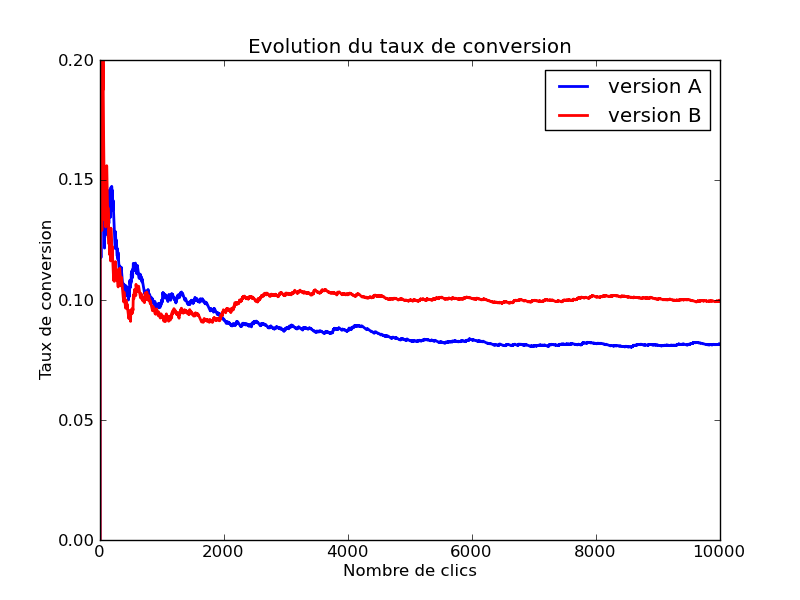 Evolution du taux de conversion
version A
version B
Taux de conversion
0.20
0.15
0.10
0.05
0.00
0
2000
4000
6000
8000
10000
Nombre de clics